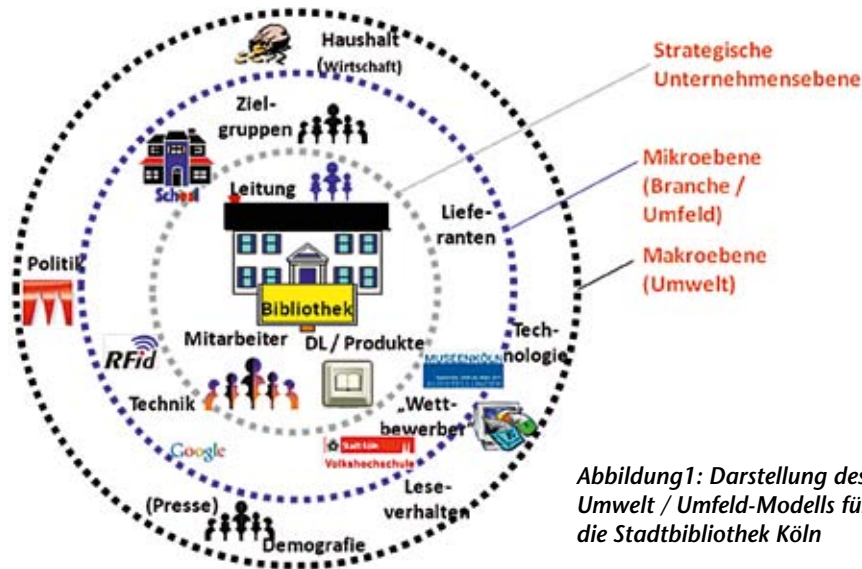 Haushalt
(Wirtschaft)
Ziel-
gruppen
School
Leitung
Liefe-
ranten
Politik
Bibliothek
RFid
Mitarbeiter
DL / Produkte
Tech-
nologie
MUSEENKÖLN
Technik
„Wett-
bewerber“
Google
Stadt Köln
Volkshochschule
Lese-
verhalten
(Presse)
Demografie
Strategische
Unternehmensebene
Mikroebene
(Branche /
Umfeld)
Makroebene
(Umwelt)
Abbildung1: Darstellung des
Umwelt / Umfeld-Modells für
die Stadtbibliothek Köln